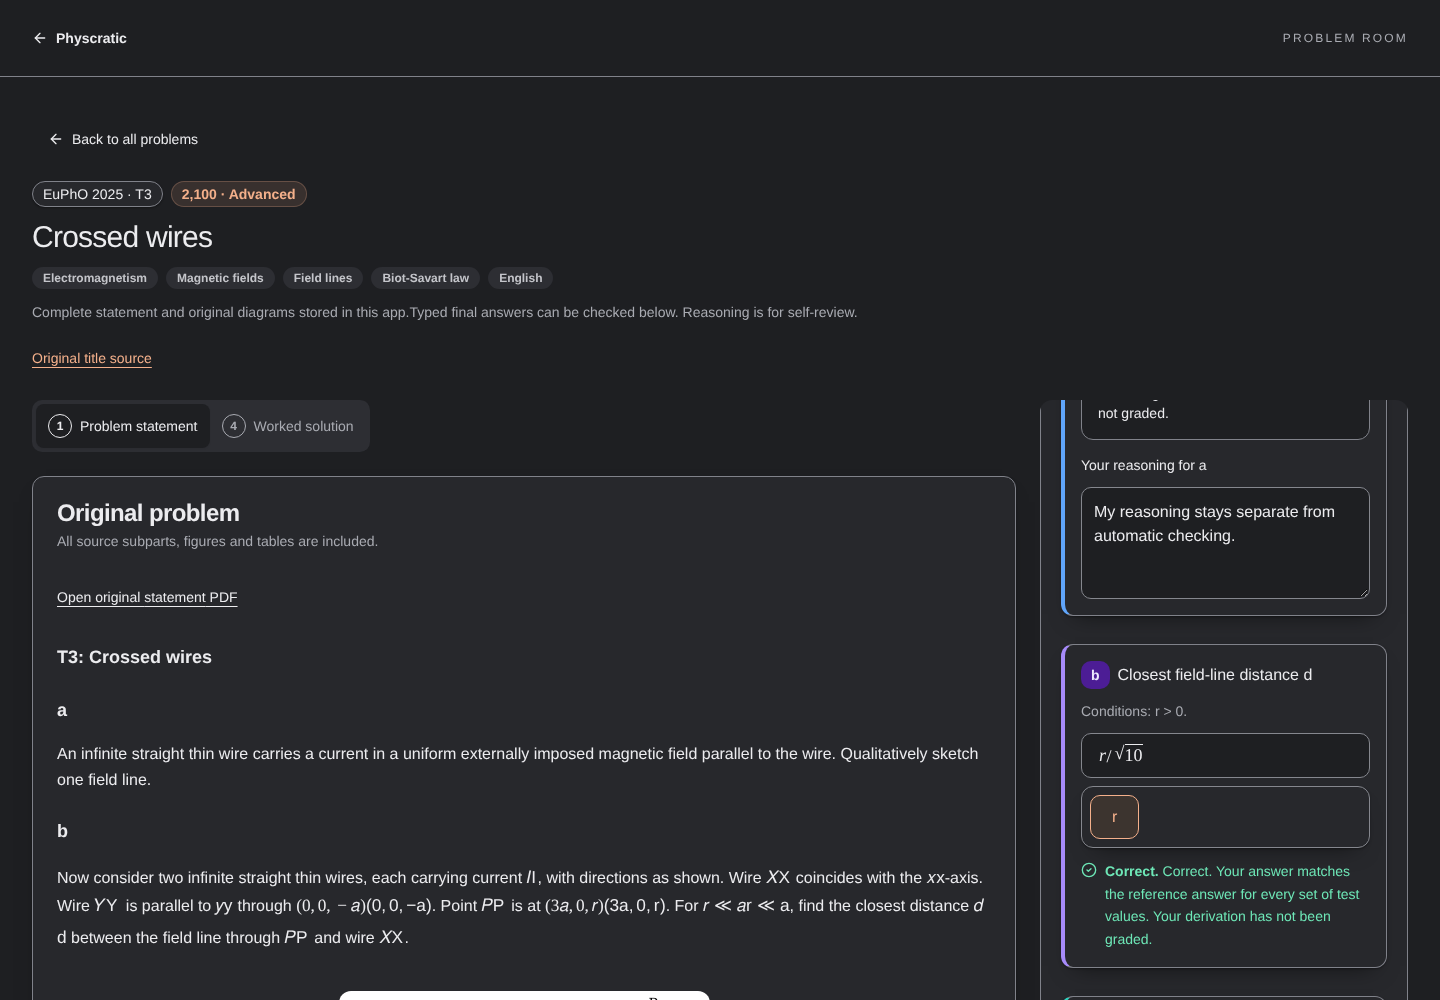 Physcratic
PROBLEM ROOM
Back to all problems
EuPhO 2025 · T3
2,100 · Advanced
Crossed wires
Electromagnetism
Magnetic fields
Field lines
Biot-Savart law
English
Complete statement and original diagrams stored in this app.Typed final answers can be checked below. Reasoning is for self-review.
Original title source
1 Problem statement
4 Worked solution
Original problem
All source subparts, figures and tables are included.
Open original statement PDF
T3: Crossed wires
a
An infinite straight thin wire carries a current in a uniform externally imposed magnetic field parallel to the wire. Qualitatively sketch
one field line.
b
Now consider two infinite straight thin wires, each carrying current II, with directions as shown. Wire XX coincides with the xx-axis.
Wire YY is parallel to yy through (0, 0, −a)(0, 0, −a). Point PP is at (3a, 0, r)(3a, 0, r). For r ≪ ar ≪ a, find the closest distance d
d between the field line through PP and wire XX.
not graded.
Your reasoning for a
My reasoning stays separate from
automatic checking.
b Closest field-line distance d
Conditions: r > 0.
r/√10
r
Correct. Correct. Your answer matches
the reference answer for every set of test
values. Your derivation has not been
graded.